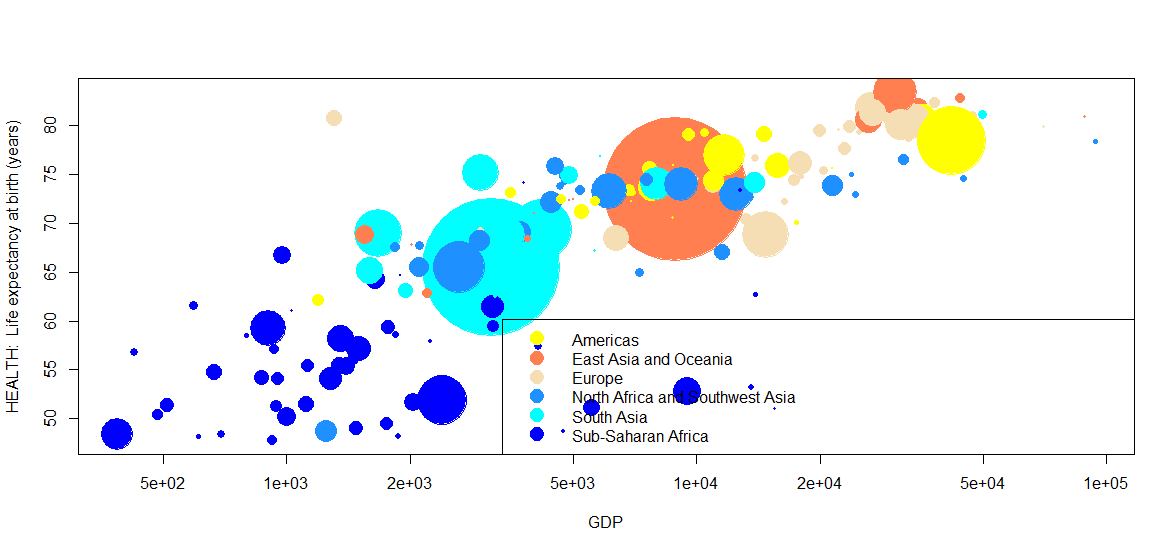 HEALTH: Life expectancy at birth (years)
80
75
70
65
60
55
50
Americas
East Asia and Oceania
Europe
North Africa and Southwest Asia
South Asia
Sub-Saharan Africa
5e+02 1e+03 2e+03 5e+03 1e+04 2e+04 5e+04 1e+05
GDP